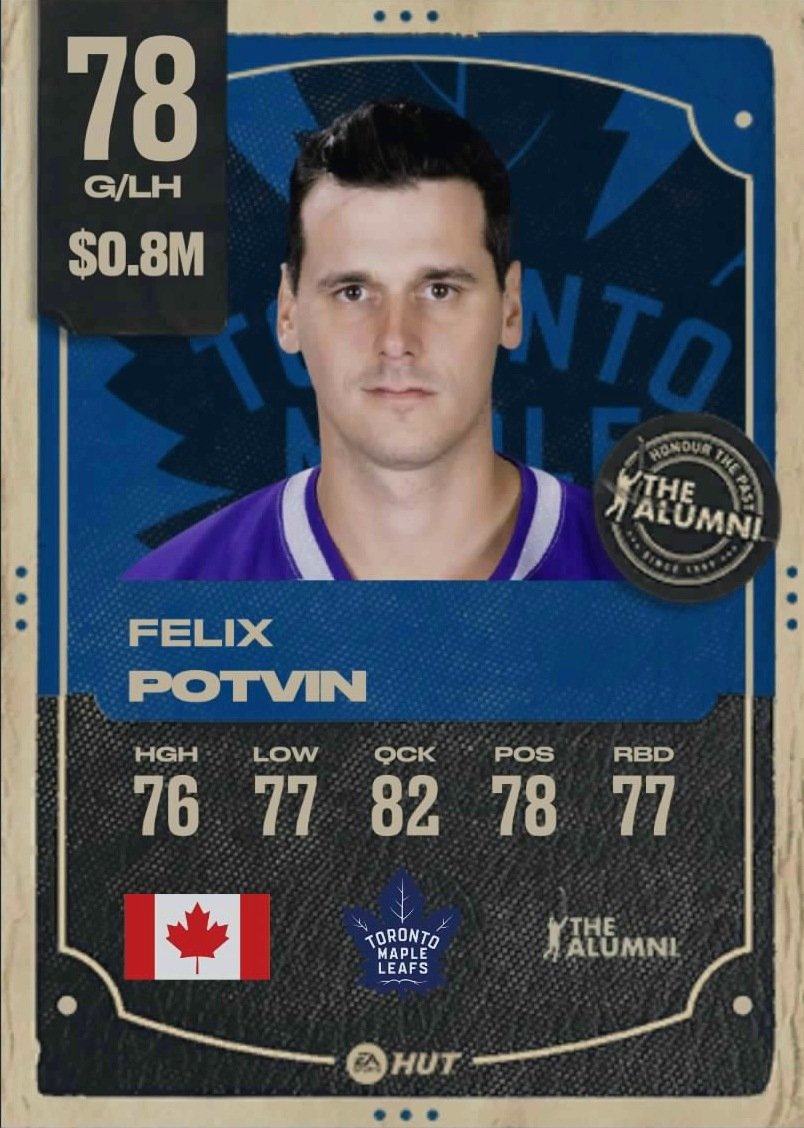 78
G/LH
$0.8M
TORONTO
MAPLE
HONOUR THE PAST
THE
ALUMNI
FELIX
POTVIN
HGH LOW QCK POS RBD
76 77 82 78 77
TORONTO
MAPLE
LEAFS
THE
ALUMNI
EA
HUT